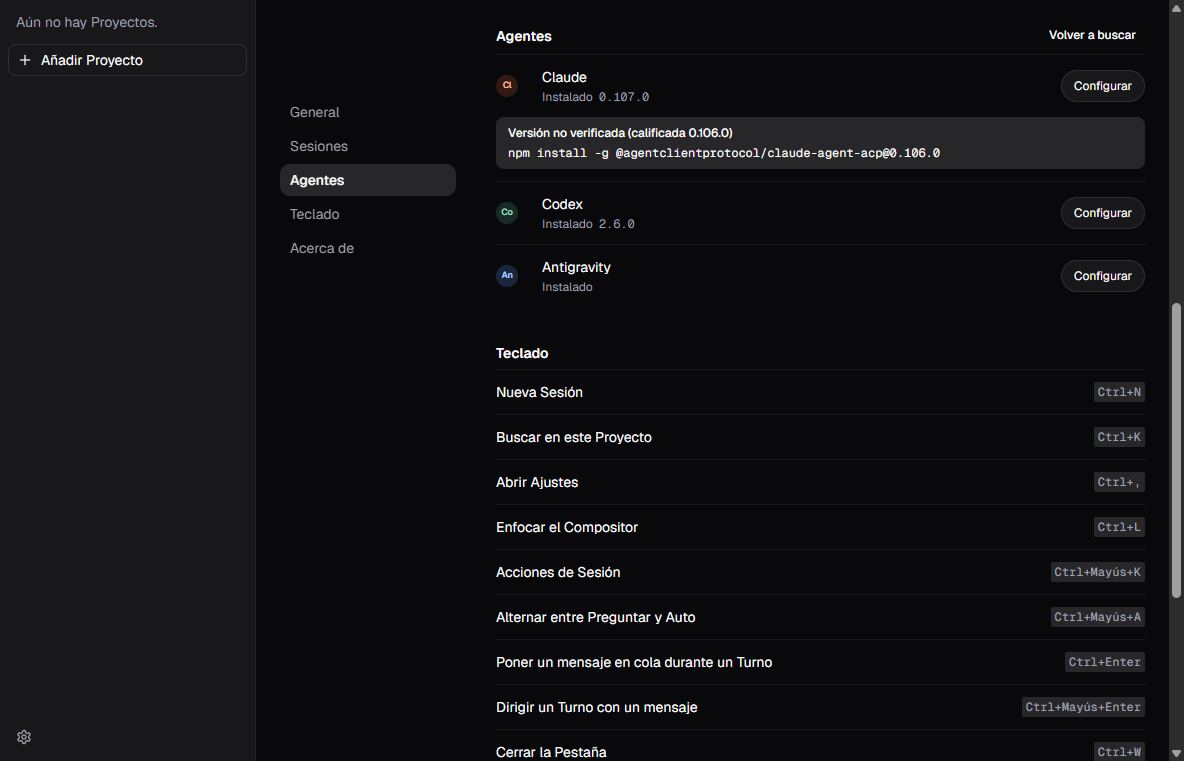 Aún no hay Proyectos.
+ Añadir Proyecto
General
Sesiones
Agentes
Teclado
Acerca de
Agentes
Volver a buscar
Cl
Claude
Instalado 0.107.0
Configurar
Versión no verificada (calificada 0.106.0)
npm install -g @agentclientprotocol/claude-agent-acp@0.106.0
Co
Codex
Instalado 2.6.0
Configurar
An
Antigravity
Instalado
Configurar
Teclado
Nueva Sesión Ctrl+N
Buscar en este Proyecto Ctrl+K
Abrir Ajustes Ctrl+,
Enfocar el Compositor Ctrl+L
Acciones de Sesión Ctrl+Mayús+K
Alternar entre Preguntar y Auto Ctrl+Mayús+A
Poner un mensaje en cola durante un Turno Ctrl+Enter
Dirigir un Turno con un mensaje Ctrl+Mayús+Enter
Cerrar la Pestaña Ctrl+W